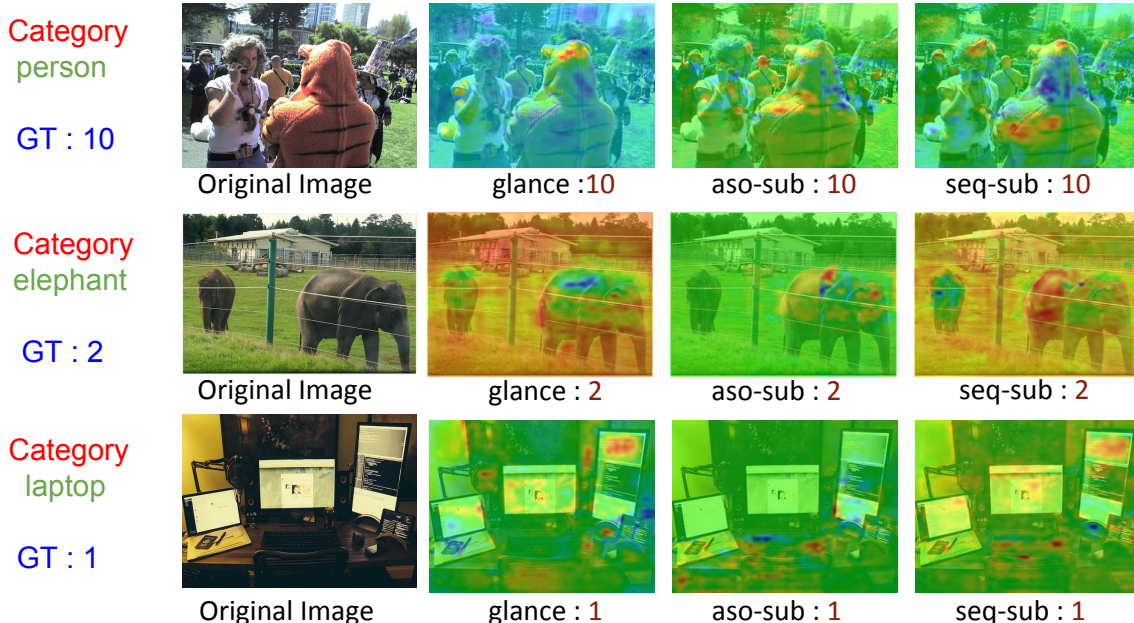 Category
person
GT : 10
Original Image
glance :10
aso-sub : 10
seq-sub : 10
Category
elephant
GT : 2
Original Image
glance : 2
aso-sub : 2
seq-sub : 2
Category
laptop
GT : 1
Original Image
glance : 1
aso-sub : 1
seq-sub : 1